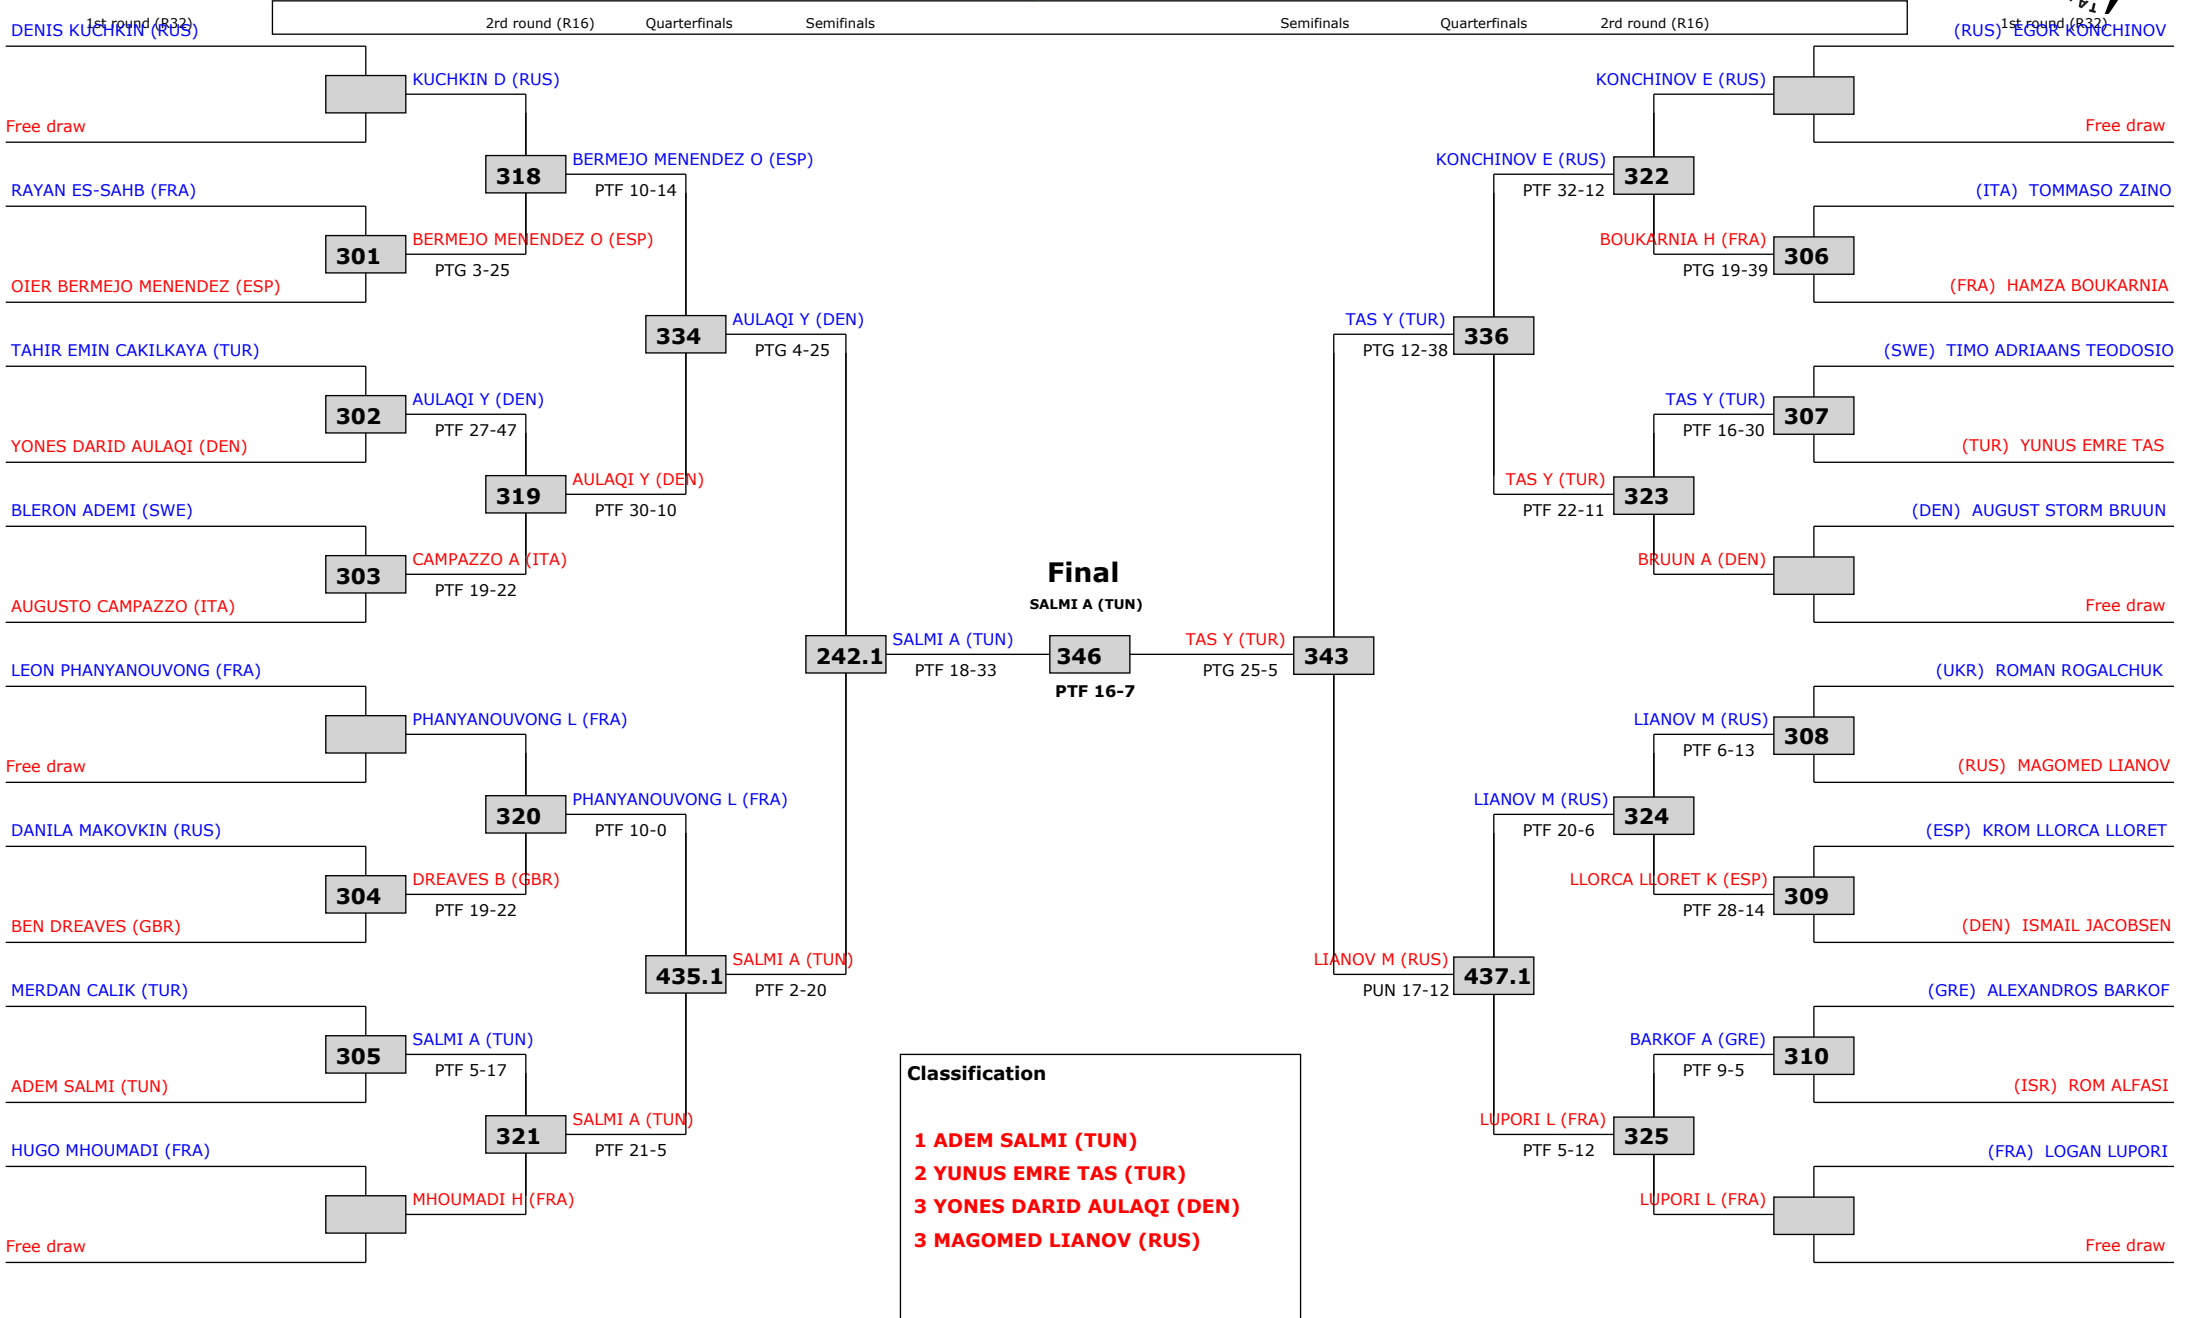 1st round (R32)
2rd round (R16)
Quarterfinals
Semifinals
Semifinals
Quarterfinals
2rd round (R16)
1st round (R32)
DENIS KUCHKIN (RUS)
KUCHKIN D (RUS)
Free draw
318
BERMEJO MENENDEZ O (ESP)
PTF 10-14
RAYAN ES-SAHB (FRA)
301
BERMEJO MENENDEZ O (ESP)
PTG 3-25
OIER BERMEJO MENENDEZ (ESP)
334
AULAQI Y (DEN)
PTG 4-25
TAHIR EMIN CAKILKAYA (TUR)
302
AULAQI Y (DEN)
PTF 27-47
YONES DARID AULAQI (DEN)
319
AULAQI Y (DEN)
PTF 30-10
BLERON ADEMI (SWE)
303
CAMPAZZO A (ITA)
PTF 19-22
AUGUSTO CAMPAZZO (ITA)
242.1
SALMI A (TUN)
PTF 18-33
LEON PHANYANOUVONG (FRA)
PHANYANOUVONG L (FRA)
Free draw
320
PHANYANOUVONG L (FRA)
PTF 10-0
DANILA MAKOVKIN (RUS)
304
DREAVES B (GBR)
PTF 19-22
BEN DREAVES (GBR)
435.1
SALMI A (TUN)
PTF 2-20
MERDAN CALIK (TUR)
305
SALMI A (TUN)
PTF 5-17
ADEM SALMI (TUN)
321
SALMI A (TUN)
PTF 21-5
HUGO MHOUMADI (FRA)
MHOUMADI H (FRA)
Free draw
Final
SALMI A (TUN)
346
PTF 16-7
(RUS) EGOR KONCHINOV
KONCHINOV E (RUS)
Free draw
KONCHINOV E (RUS)
322
PTF 32-12
(ITA) TOMMASO ZAINO
BOUKARNIA H (FRA)
306
PTG 19-39
(FRA) HAMZA BOUKARNIA
TAS Y (TUR)
336
PTG 12-38
(SWE) TIMO ADRIAANS TEODOSIO
TAS Y (TUR)
307
PTF 16-30
(TUR) YUNUS EMRE TAS
TAS Y (TUR)
323
PTF 22-11
(DEN) AUGUST STORM BRUUN
BRUUN A (DEN)
Free draw
TAS Y (TUR)
343
PTG 25-5
(UKR) ROMAN ROGALCHUK
LIANOV M (RUS)
308
PTF 6-13
(RUS) MAGOMED LIANOV
LIANOV M (RUS)
324
PTF 20-6
(ESP) KROM LLORCA LLORET
LLORCA LLORET K (ESP)
309
PTF 28-14
(DEN) ISMAIL JACOBSEN
LIANOV M (RUS)
437.1
PUN 17-12
(GRE) ALEXANDROS BARKOF
BARKOF A (GRE)
310
PTF 9-5
(ISR) ROM ALFASI
LUPORI L (FRA)
325
PTF 5-12
(FRA) LOGAN LUPORI
LUPORI L (FRA)
Free draw
Classification
1 ADEM SALMI (TUN)
2 YUNUS EMRE TAS (TUR)
3 YONES DARID AULAQI (DEN)
3 MAGOMED LIANOV (RUS)